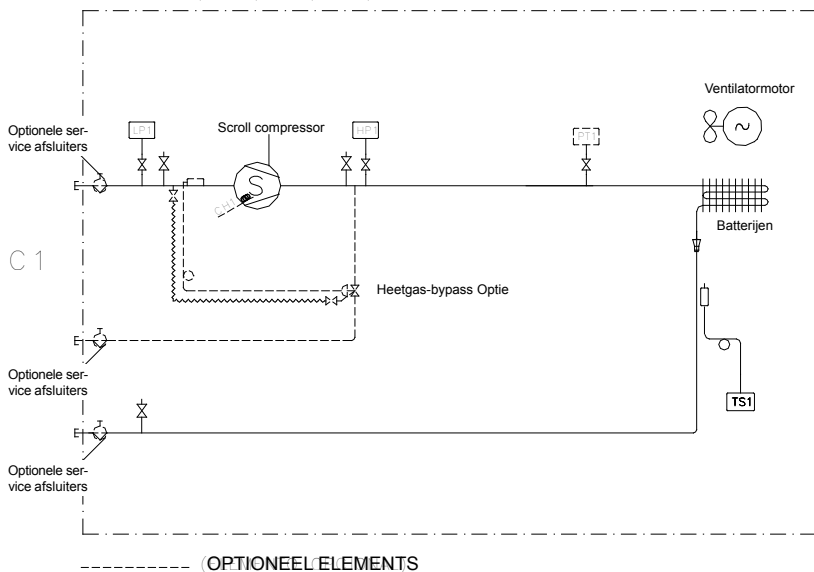 Ventilatormotor
Optionele ser-
vice afsluiters
LP1
Scroll compressor
HP1
PT1
S
CH1
Batterijen
C 1
Heetgas-bypass Optie
Optionele ser-
vice afsluiters
TS1
Optionele ser-
vice afsluiters
OPTIONEEL ELEMENTS